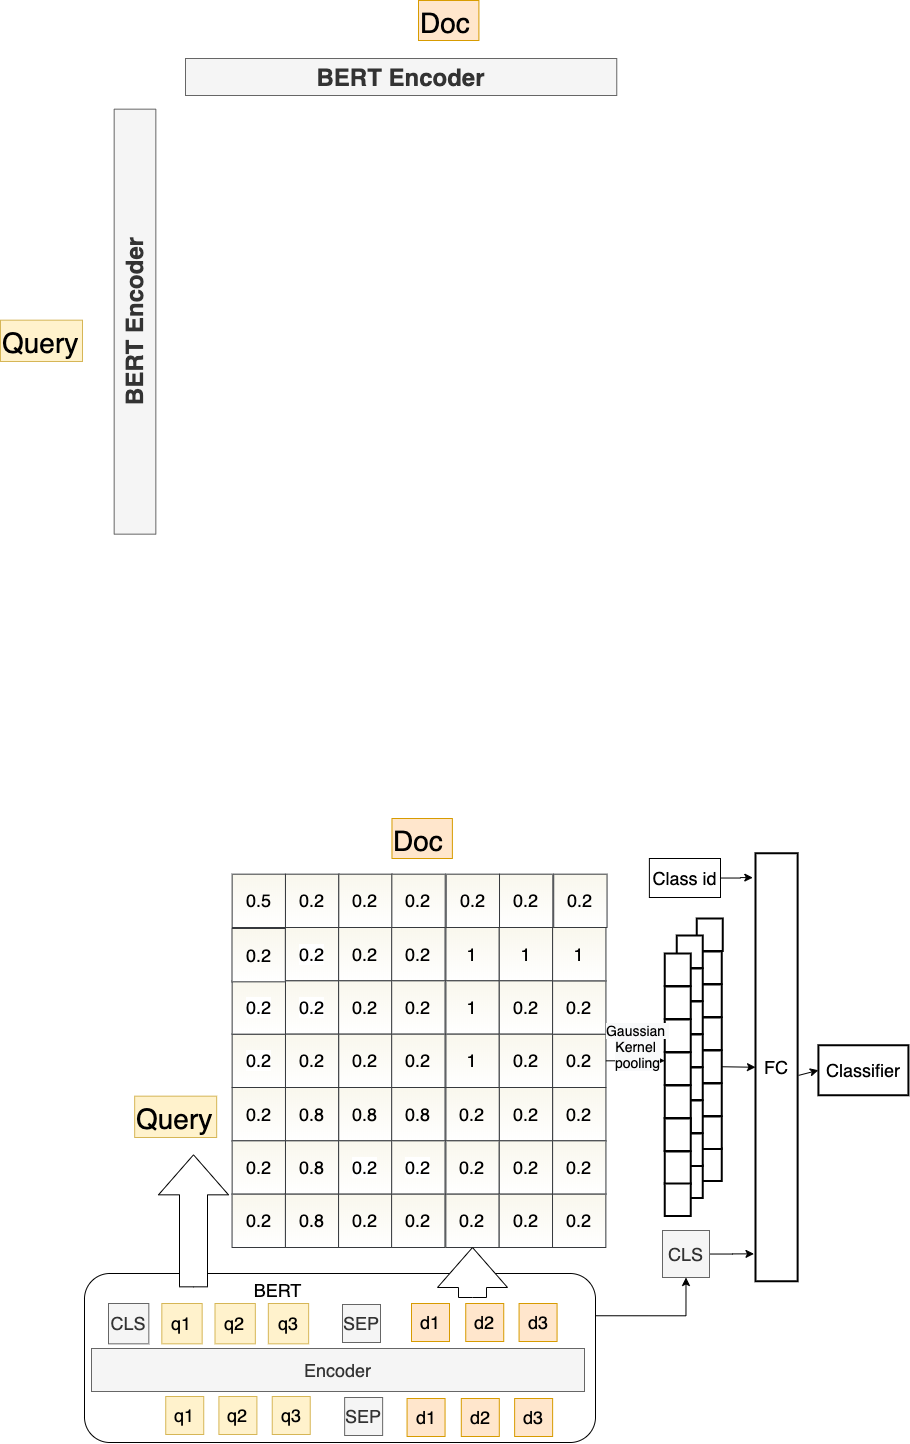 Doc
BERT Encoder
BERT Encoder
Query
Doc
Class id
0.5 0.2 0.2 0.2 0.2 0.2 0.2
0.2 0.2 0.2 0.2 1 1 1
0.2 0.2 0.2 0.2 1 0.2 0.2
0.2 0.2 0.2 0.2 1 0.2 0.2
0.2 0.8 0.8 0.8 0.2 0.2 0.2
0.2 0.8 0.2 0.2 0.2 0.2 0.2
0.2 0.8 0.2 0.2 0.2 0.2 0.2
Gaussian
Kernel
pooling
FC
Classifier
Query
CLS
BERT
CLS q1 q2 q3 SEP d1 d2 d3
Encoder
q1 q2 q3 SEP d1 d2 d3